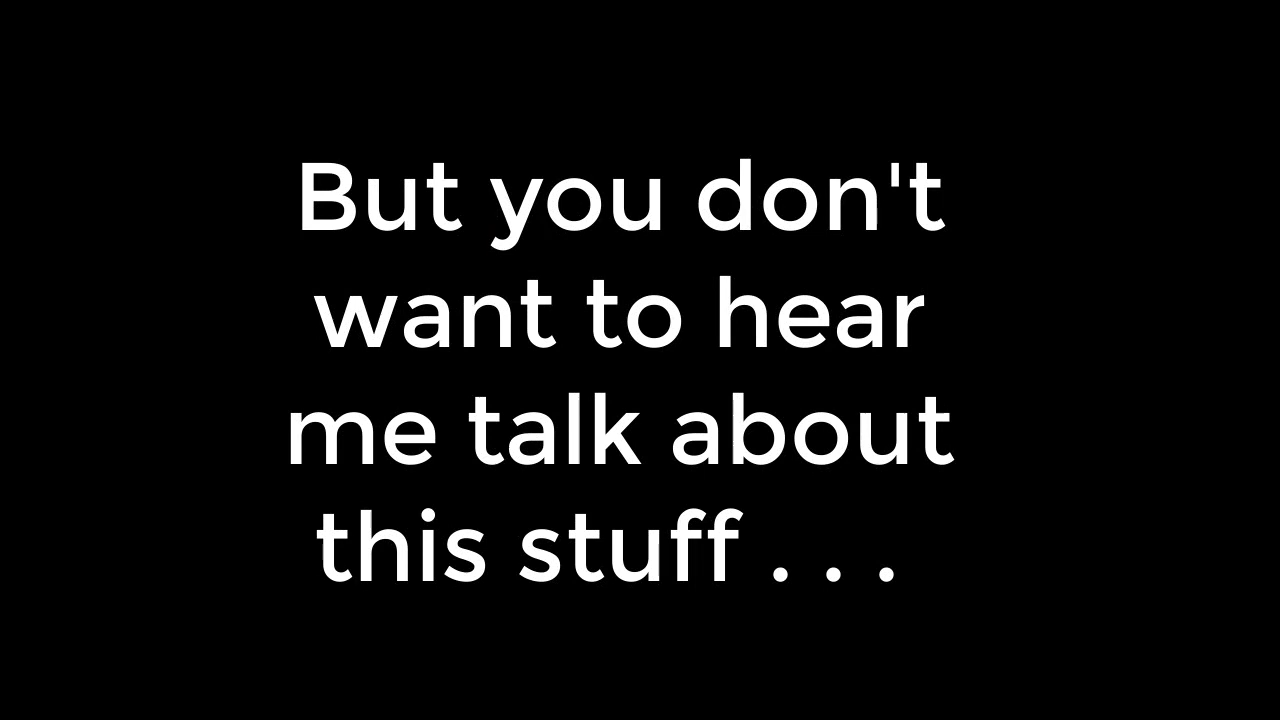 But you don't
want to hear
me talk about
this stuff . . .